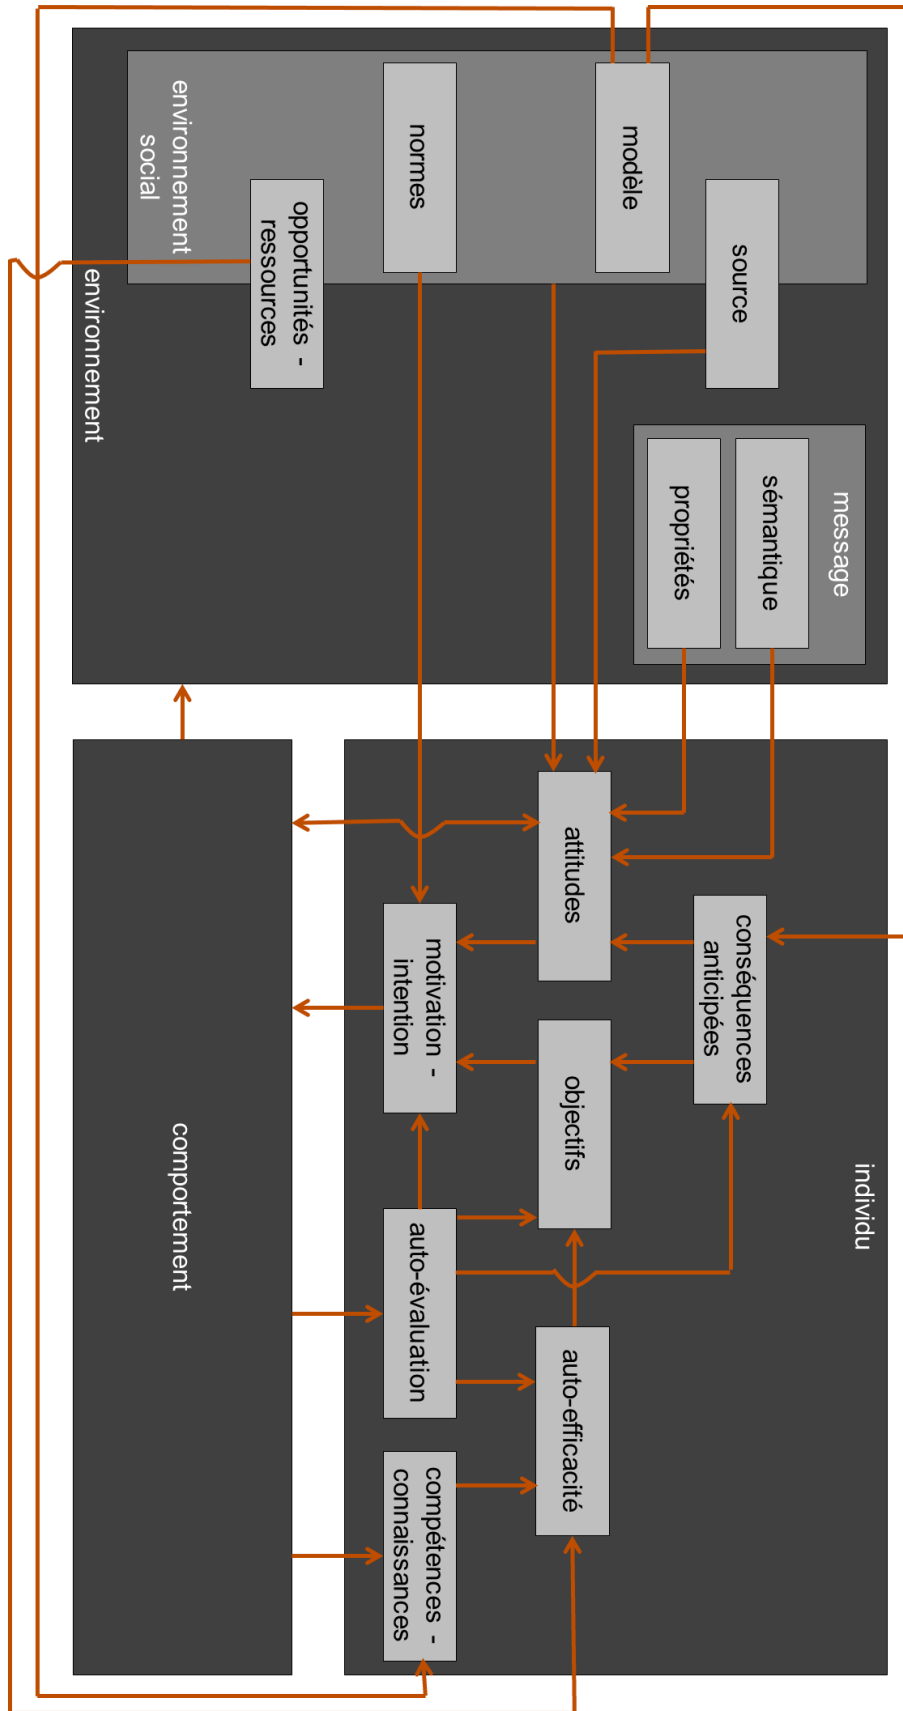 message
sémantique
propriétés
source
modèle
normes
opportunités -
ressources
environnement
social
environnement
individu
conséquences
anticipées
attitudes
objectifs
auto-efficacité
motivation -
intention
auto-évaluation
compétences -
connaissances
comportement